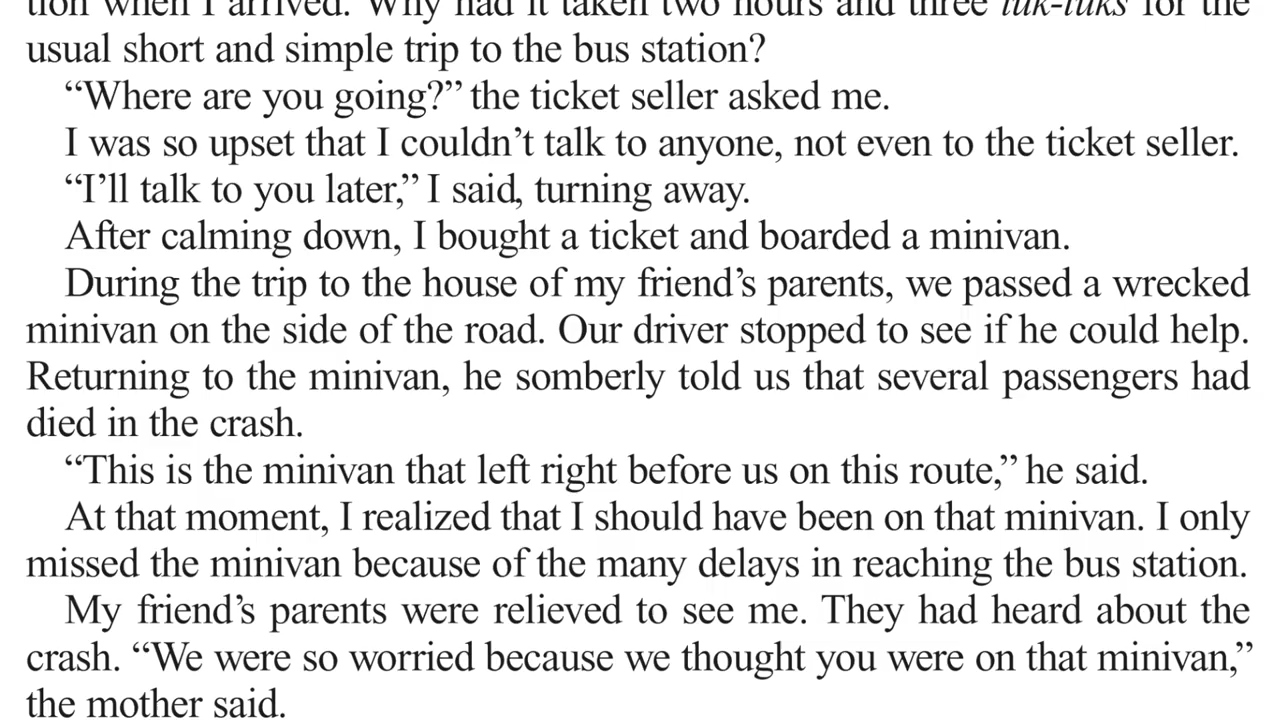 tion when I arrived. Why had it taken two hours and three tuk-tuks for the
usual short and simple trip to the bus station?
“Where are you going?” the ticket seller asked me.
I was so upset that I couldn’t talk to anyone, not even to the ticket seller.
“I’ll talk to you later,” I said, turning away.
After calming down, I bought a ticket and boarded a minivan.
During the trip to the house of my friend’s parents, we passed a wrecked
minivan on the side of the road. Our driver stopped to see if he could help.
Returning to the minivan, he somberly told us that several passengers had
died in the crash.
“This is the minivan that left right before us on this route,” he said.
At that moment, I realized that I should have been on that minivan. I only
missed the minivan because of the many delays in reaching the bus station.
My friend’s parents were relieved to see me. They had heard about the
crash. “We were so worried because we thought you were on that minivan,”
the mother said.